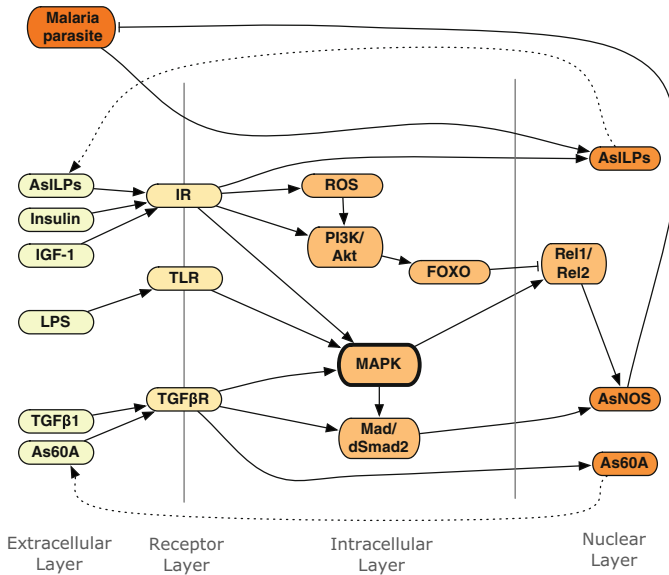 Malaria
parasite
AsILPs
AsILPs
IR
ROS
Insulin
PI3K/
Akt
IGF-1
Rel1/
Rel2
FOXO
TLR
LPS
MAPK
TGFβR
AsNOS
TGFβ1
Mad/
dSmad2
As60A
As60A
Extracellular
Layer
Receptor
Layer
Intracellular
Layer
Nuclear
Layer